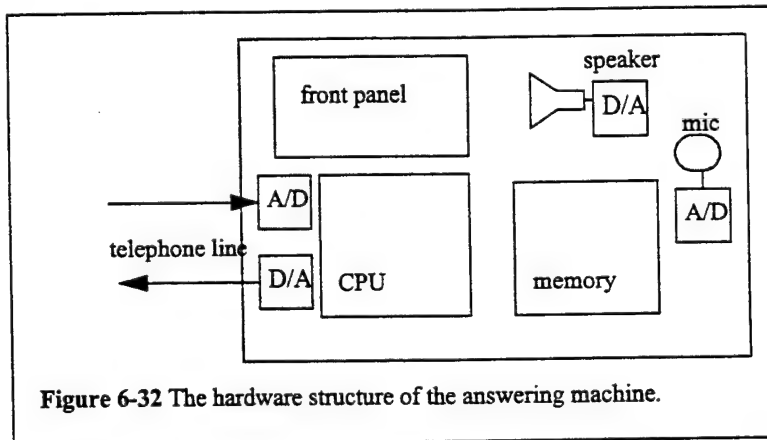 speaker
front panel
D/A
mic
A/D
A/D
telephone line
D/A
CPU
memory
Figure 6-32 The hardware structure of the answering machine.